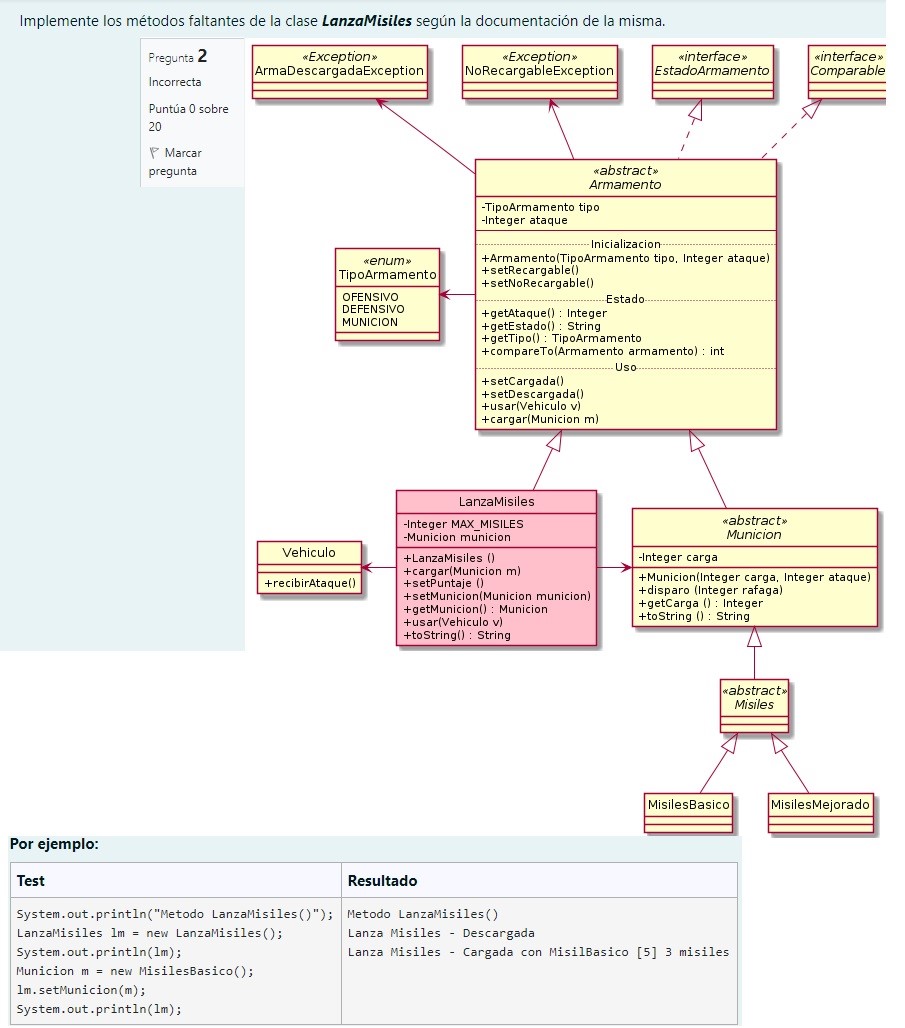 Implemente los métodos faltantes de la clase LanzaMisiles según la documentación de la misma.
Pregunta 2
Incorrecta
Puntúa 0 sobre
20
Marcar
pregunta
«Exception»
ArmaDescargadaException
«Exception»
NoRecargableException
«interface»
EstadoArmamento
«interface»
Comparable
«abstract»
Armamento
-TipoArmamento tipo
-Integer ataque
Inicializacion
+Armamento(TipoArmamento tipo, Integer ataque)
+setRecargable()
+setNoRecargable()
Estado
+getAtaque() : Integer
+getEstado() : String
+getTipo() : TipoArmamento
+compareTo(Armamento armamento) : int
Uso
+setCargada()
+setDescargada()
+usar(Vehiculo v)
+cargar(Municion m)
«enum»
TipoArmamento
OFENSIVO
DEFENSIVO
MUNICION
LanzaMisiles
-Integer MAX_MISILES
-Municion municion
+LanzaMisiles ()
+cargar(Municion m)
+setPuntaje ()
+setMunicion(Municion municion)
+getMunicion() : Municion
+usar(Vehiculo v)
+toString() : String
Vehiculo
+recibirAtaque()
«abstract»
Municion
-Integer carga
+Municion(Integer carga, Integer ataque)
+disparo (Integer rafaga)
+getCarga () : Integer
+toString () : String
«abstract»
Misiles
MisilesBasico
MisilesMejorado
Por ejemplo:
Test
Resultado
System.out.println("Metodo LanzaMisiles()");
LanzaMisiles lm = new LanzaMisiles();
System.out.println(lm);
Municion m = new MisilesBasico();
lm.setMunicion(m);
System.out.println(lm);
Metodo LanzaMisiles()
Lanza Misiles - Descargada
Lanza Misiles - Cargada con MisilBasico [5] 3 misiles